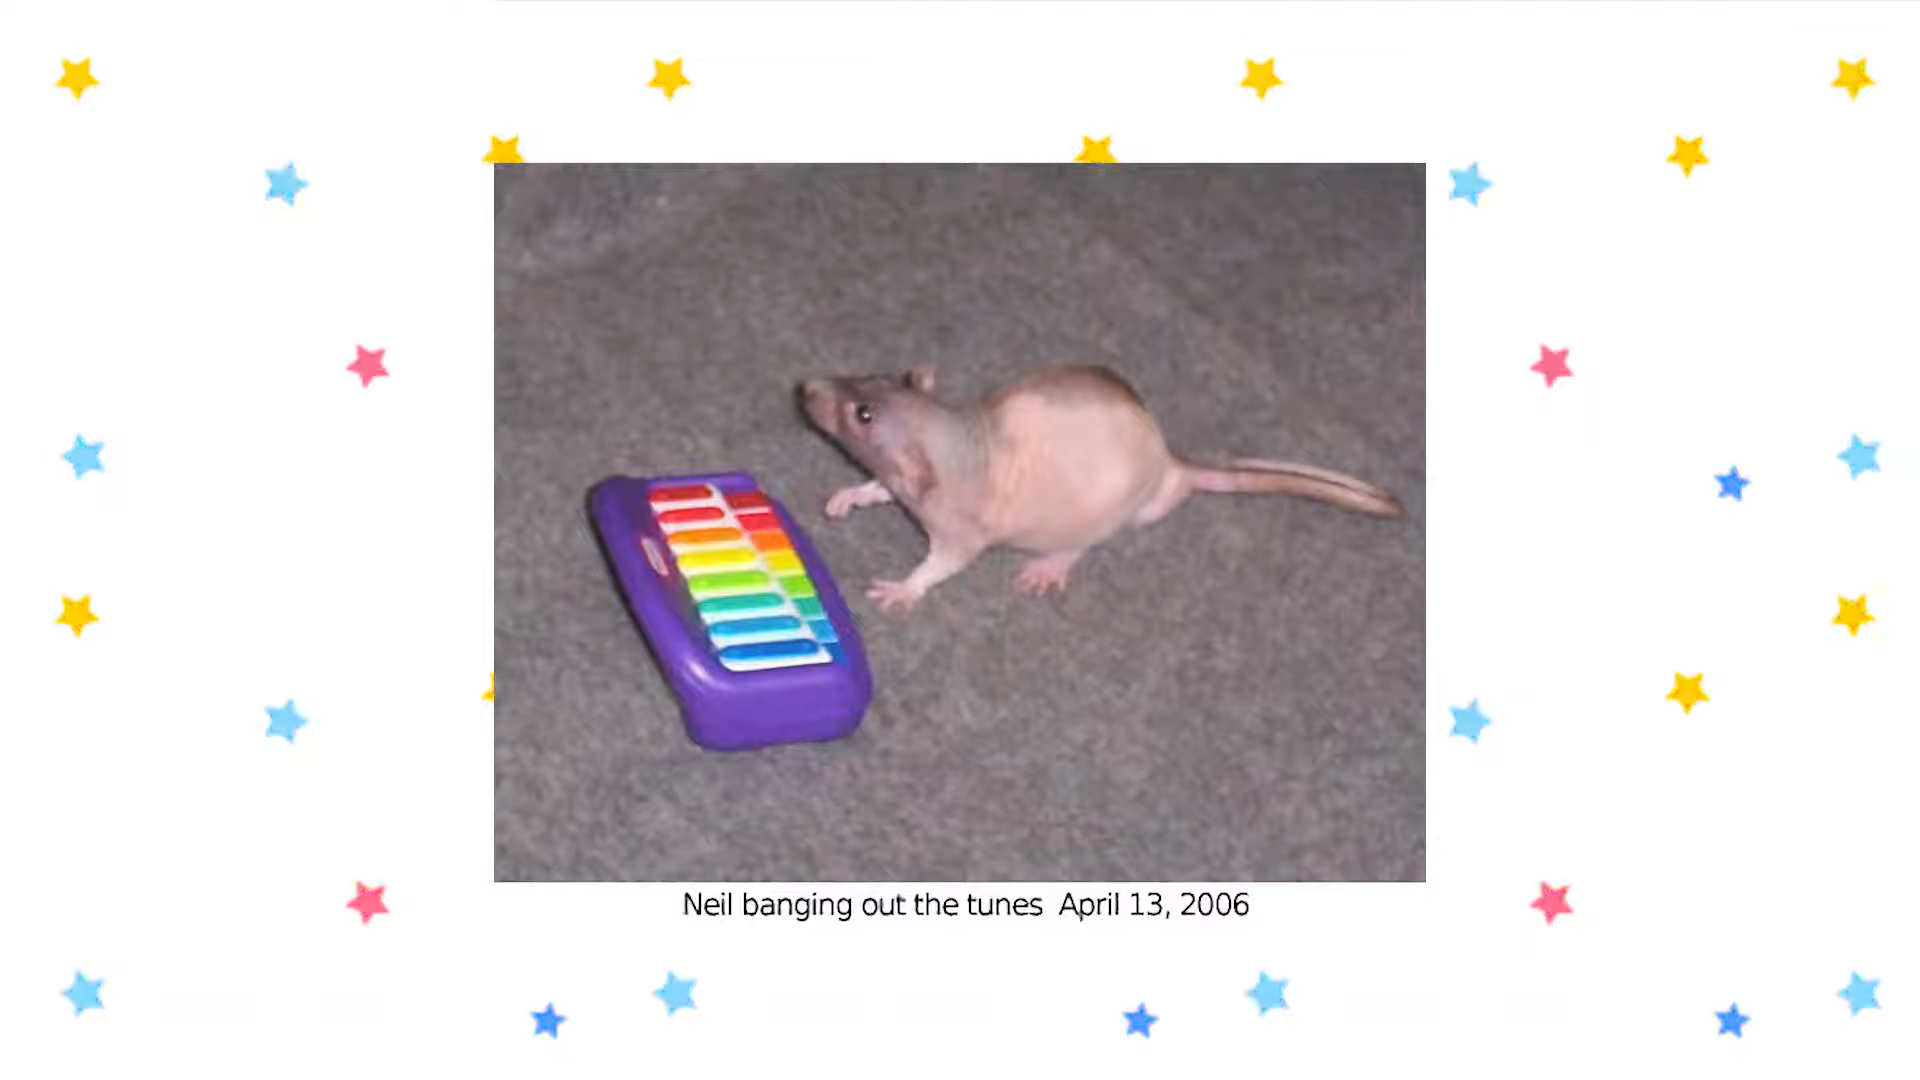 Neil banging out the tunes  April 13, 2006